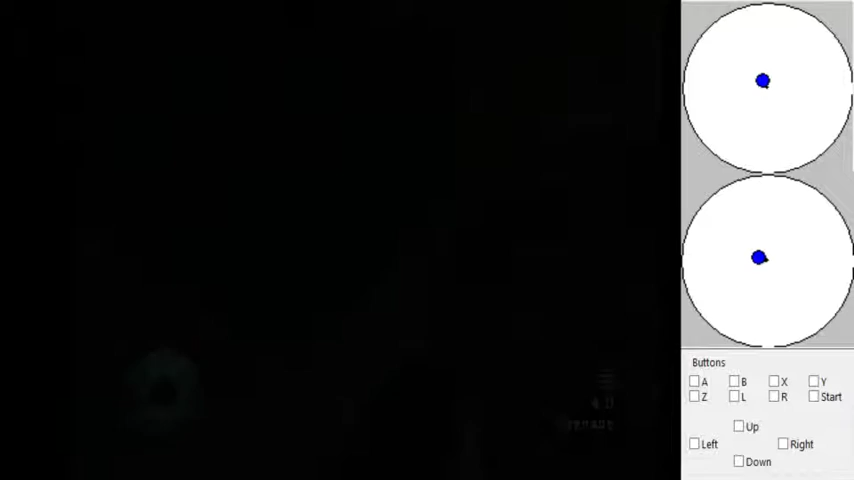 Buttons
A B X Y
Z L R Start
Up
Left Right
Down